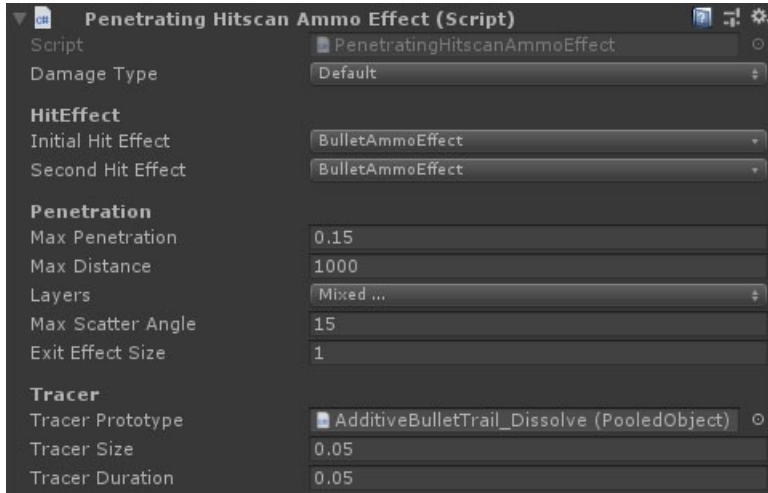 Penetrating Hitscan Ammo Effect (Script)
Script PenetratingHitscanAmmoEffect
Damage Type Default
HitEffect
Initial Hit Effect BulletAmmoEffect
Second Hit Effect BulletAmmoEffect
Penetration
Max Penetration 0.15
Max Distance 1000
Layers Mixed ...
Max Scatter Angle 15
Exit Effect Size 1
Tracer
Tracer Prototype AdditiveBulletTrail_Dissolve (PooledObject)
Tracer Size 0.05
Tracer Duration 0.05